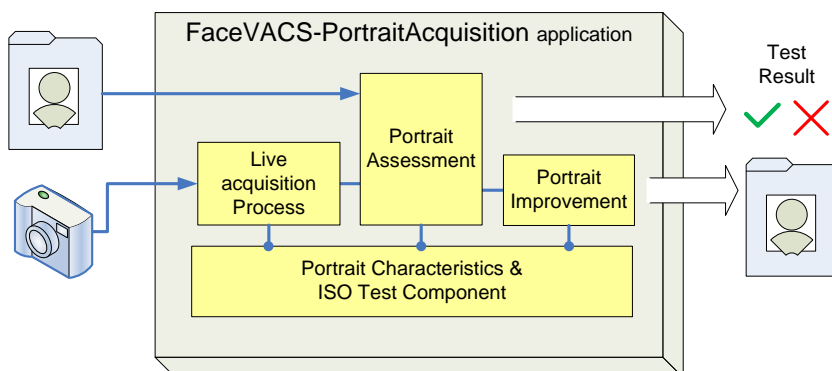 FaceVACS-PortraitAcquisition application
Test
Result
Portrait
Assessment
Live
acquisition
Process
Portrait
Improvement
Portrait Characteristics &
ISO Test Component